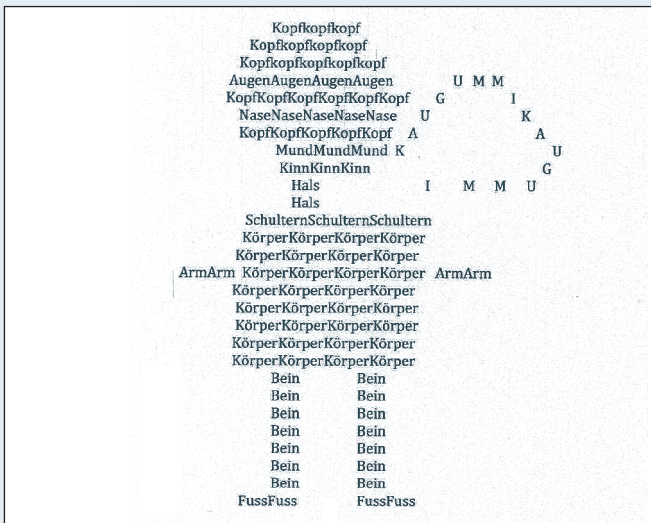 Kopfkopfkopf
Kopfkopfkopfkopf
Kopfkopfkopfkopfkopf
AugenAugenAugenAugen U M M
KopfKopfKopfKopfKopfKopf G I
NaseNaseNaseNaseNase U K
KopfKopfKopfKopfKopf A A
MundMundMund K U
KinnKinnKinn G
Hals I M M U
Hals
SchulternSchulternSchultern
KörperKörperKörperKörper
KörperKörperKörperKörper
ArmArm KörperKörperKörperKörper ArmArm
KörperKörperKörperKörper
KörperKörperKörperKörper
KörperKörperKörperKörper
KörperKörperKörperKörper
KörperKörperKörperKörper
Bein Bein
Bein Bein
Bein Bein
Bein Bein
Bein Bein
Bein Bein
Bein Bein
FussFuss FussFuss